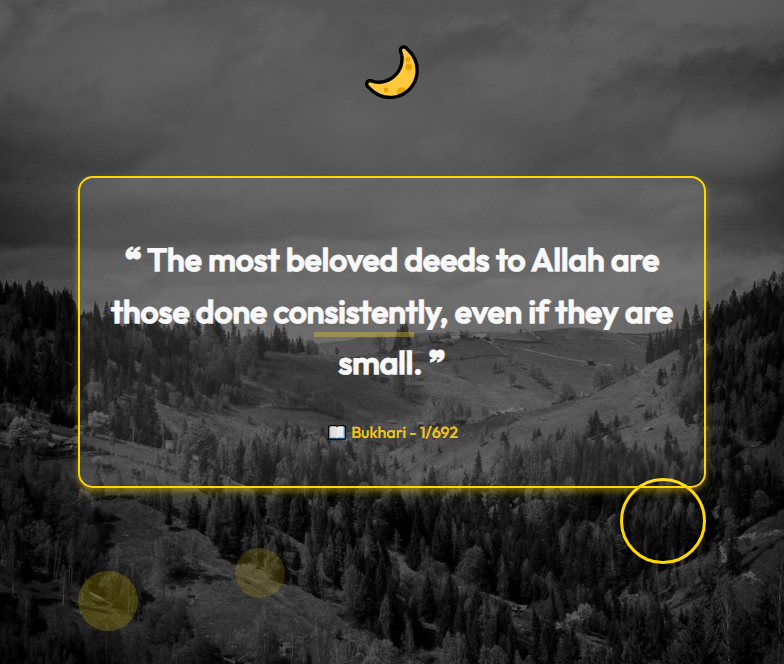 ❝ The most beloved deeds to Allah are
those done consistently, even if they are
small. ❞
📖 Bukhari - 1/692